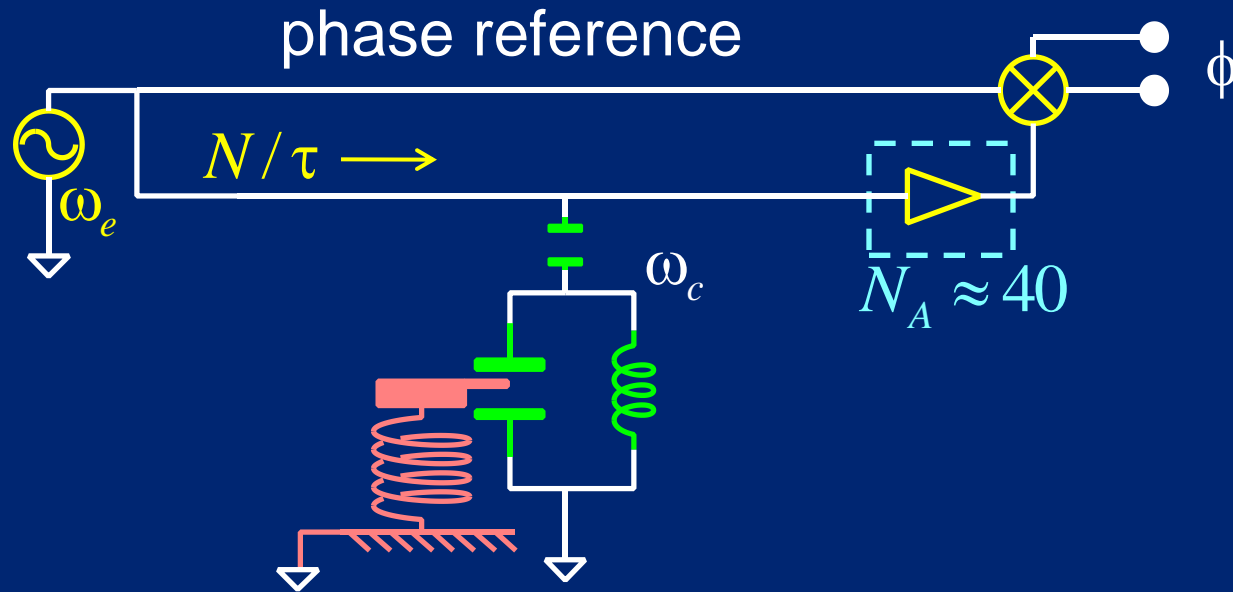 phase reference
ϕ
N/τ
ω_e
ω_c
N_A ≈ 40